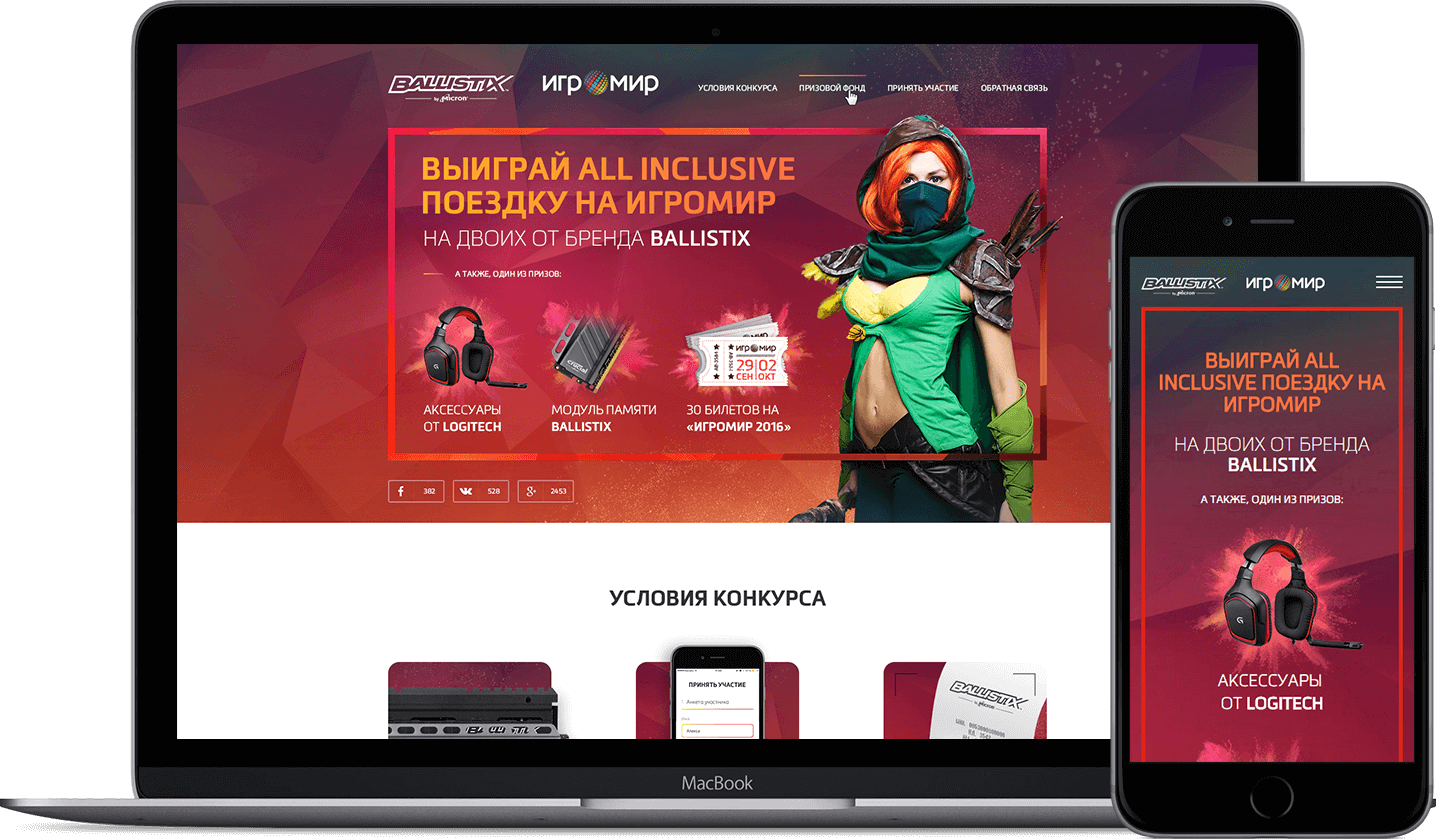 BALLISTIX
by Micron
ИГРОМИР
УСЛОВИЯ КОНКУРСА
ПРИЗОВОЙ ФОНД
ПРИНЯТЬ УЧАСТИЕ
ОБРАТНАЯ СВЯЗЬ
ВЫИГРАЙ ALL INCLUSIVE
ПОЕЗДКУ НА ИГРОМИР
НА ДВОИХ ОТ БРЕНДА BALLISTIX
А ТАКЖЕ, ОДИН ИЗ ПРИЗОВ:
G
crucial
ИГРОМИР
29 02
СЕН ОКТ
АКСЕССУАРЫ
ОТ LOGITECH
МОДУЛЬ ПАМЯТИ
BALLISTIX
30 БИЛЕТОВ НА
«ИГРОМИР 2016»
382
528
g+ 2453
УСЛОВИЯ КОНКУРСА
BALLISTIX
ПРИНЯТЬ УЧАСТИЕ
Анкета участника
Алекса
BALLISTIX
by Micron
MacBook
BALLISTIX
by Micron
ИГРОМИР
ВЫИГРАЙ ALL
INCLUSIVE ПОЕЗДКУ НА
ИГРОМИР
НА ДВОИХ ОТ БРЕНДА
BALLISTIX
А ТАКЖЕ, ОДИН ИЗ ПРИЗОВ:
G
АКСЕССУАРЫ
ОТ LOGITECH